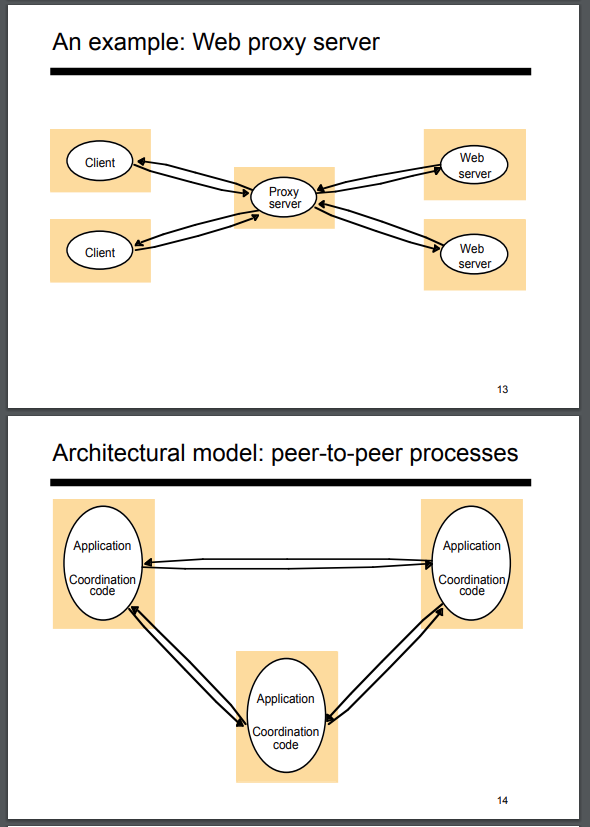 An example: Web proxy server
Client
Web
server
Proxy
server
Client
Web
server
13
Architectural model: peer-to-peer processes
Application
Coordination
code
Application
Coordination
code
Application
Coordination
code
14